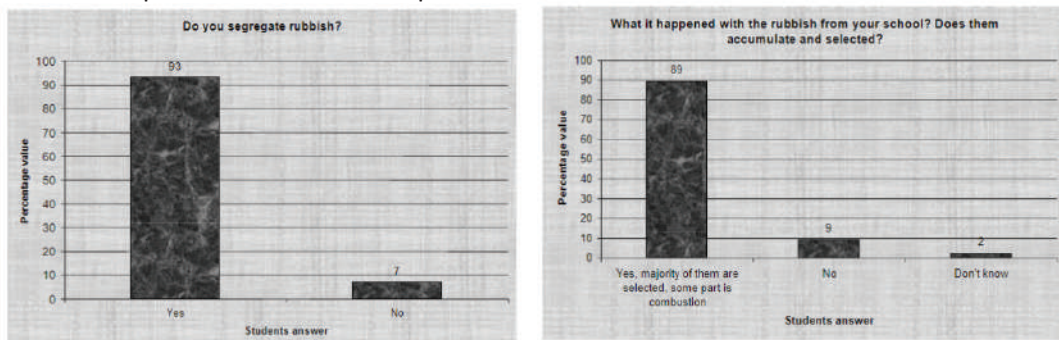 Do you segregate rubbish?
100
90
80
70
60
50
40
30
20
10
0
Percentage value
93
7
Yes
No
Students answer
What it happened with the rubbish from your school? Does them
accumulate and selected?
100
90
80
70
60
50
40
30
20
10
0
Percentage value
89
9
2
Yes, majority of them are
selected, some part is
combustion
No
Don't know
Students answer